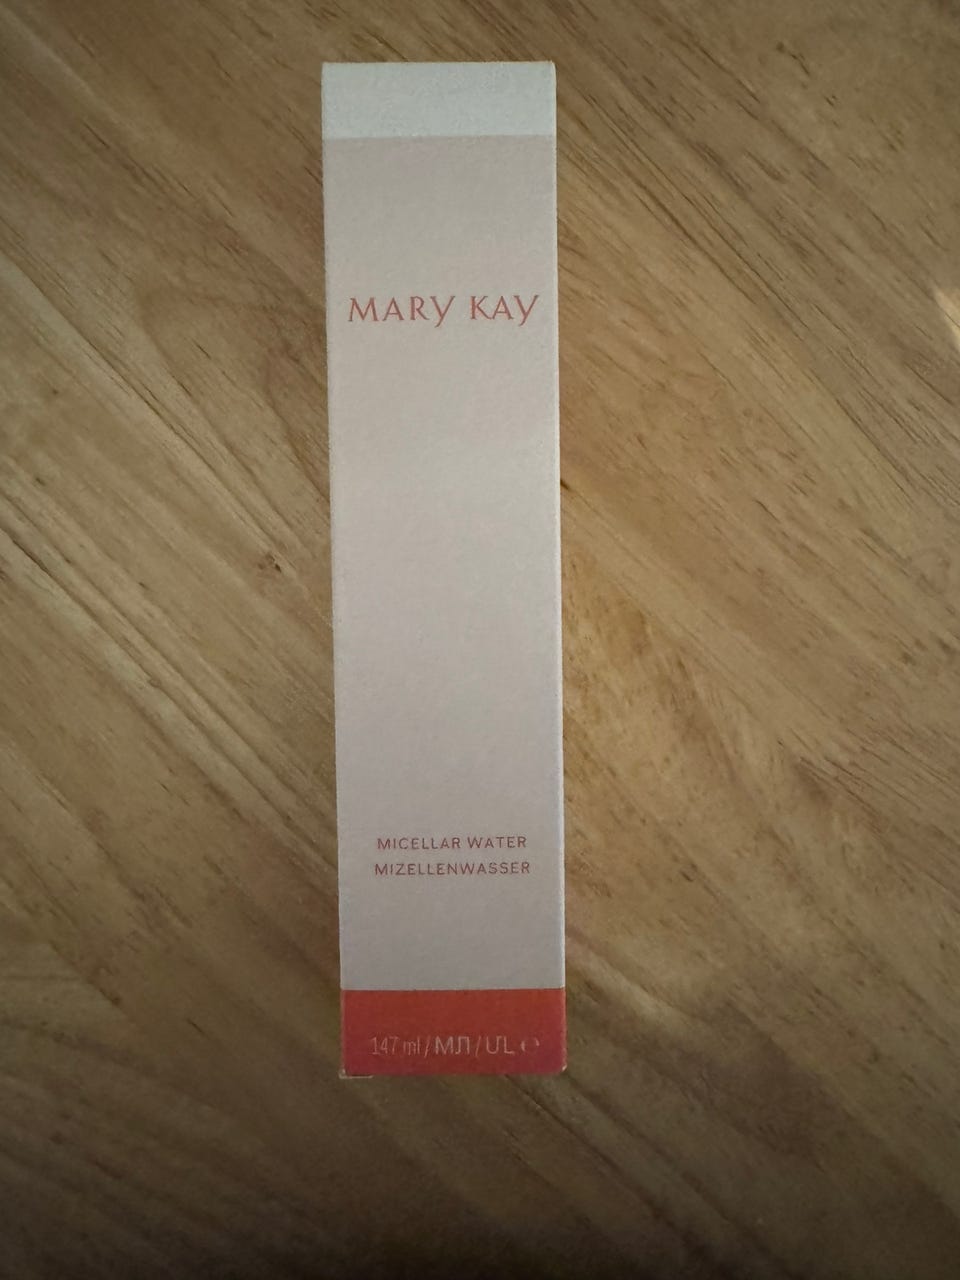 MARY KAY
MICELLAR WATER
MIZELLENWASSER
147 ml / МЛ / UL ℮